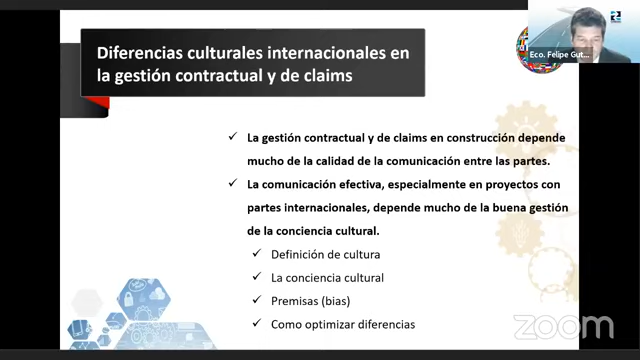 Diferencias culturales internacionales en
la gestión contractual y de claims
Eco. Felipe Gut...
✓ La gestión contractual y de claims en construcción depende
mucho de la calidad de la comunicación entre las partes.
✓ La comunicación efectiva, especialmente en proyectos con
partes internacionales, depende mucho de la buena gestión
de la conciencia cultural.
✓ Definición de cultura
✓ La conciencia cultural
✓ Premisas (bias)
✓ Como optimizar diferencias
zoom